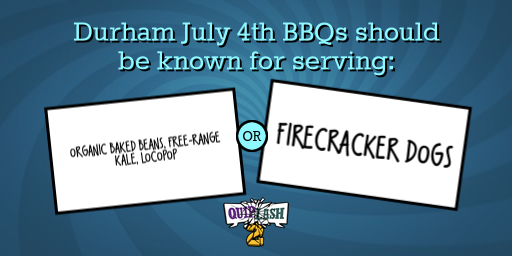 Durham July 4th BBQs should
be known for serving:
ORGANIC BAKED BEANS, FREE-RANGE
KALE, LOCOPOP
OR
FIRECRACKER DOGS
QUIPLASH
2